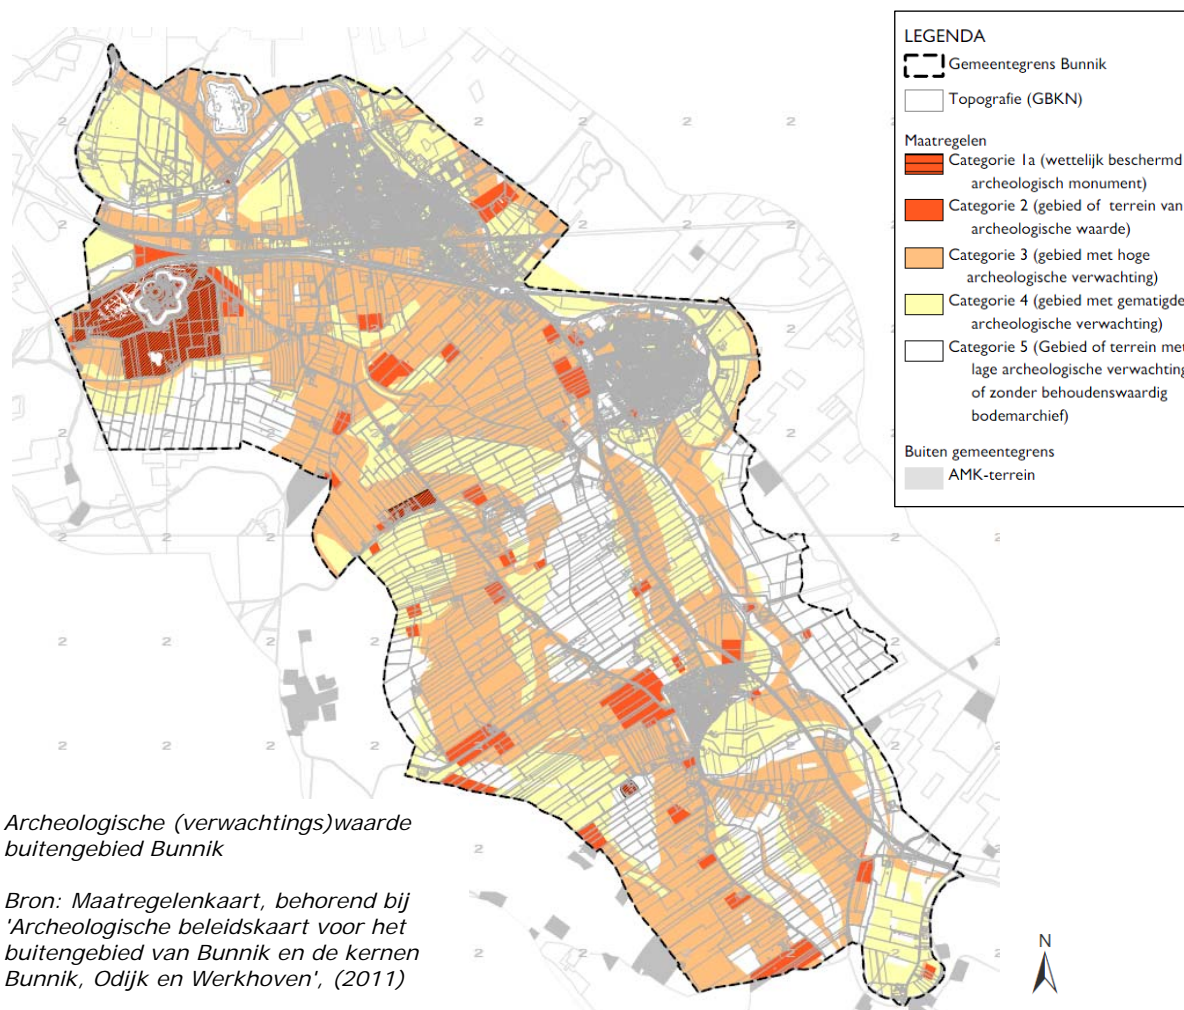 LEGENDA
Gemeentegrens Bunnik
Topografie (GBKN)
Maatregelen
Categorie 1a (wettelijk beschermd
archeologisch monument)
Categorie 2 (gebied of terrein van
archeologische waarde)
Categorie 3 (gebied met hoge
archeologische verwachting)
Categorie 4 (gebied met gematigde
archeologische verwachting)
Categorie 5 (Gebied of terrein met
lage archeologische verwachting
of zonder behoudenswaardig
bodemarchief)
Buiten gemeentegrens
AMK-terrein
Archeologische (verwachtings)waarde
buitengebied Bunnik
Bron: Maatregelenkaart, behorend bij
'Archeologische beleidskaart voor het
buitengebied van Bunnik en de kernen
Bunnik, Odijk en Werkhoven', (2011)
N